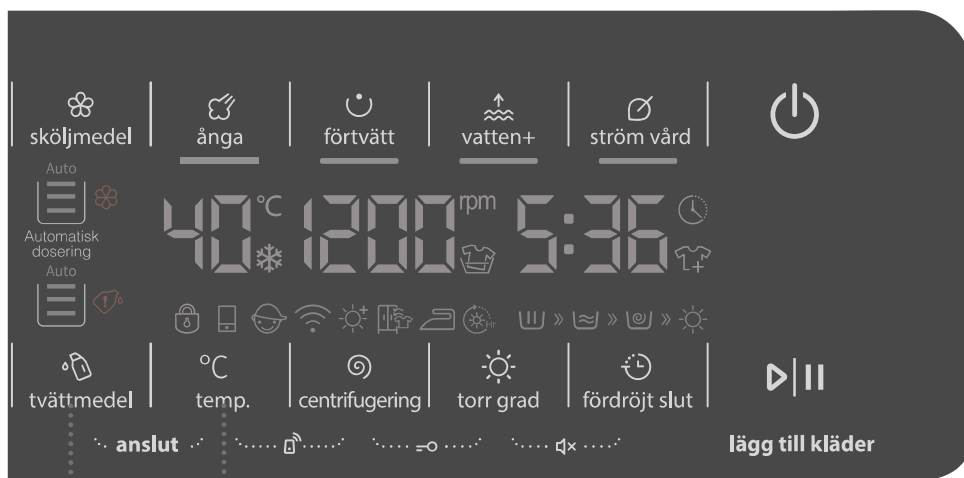 sköljmedel ånga förtvätt vatten+ ström vård
Auto
40°C 1200 rpm 5:36
Automatisk
dosering
Auto
Hr
tvättmedel °C temp. centrifugering torr grad fördröjt slut
anslut lägg till kläder